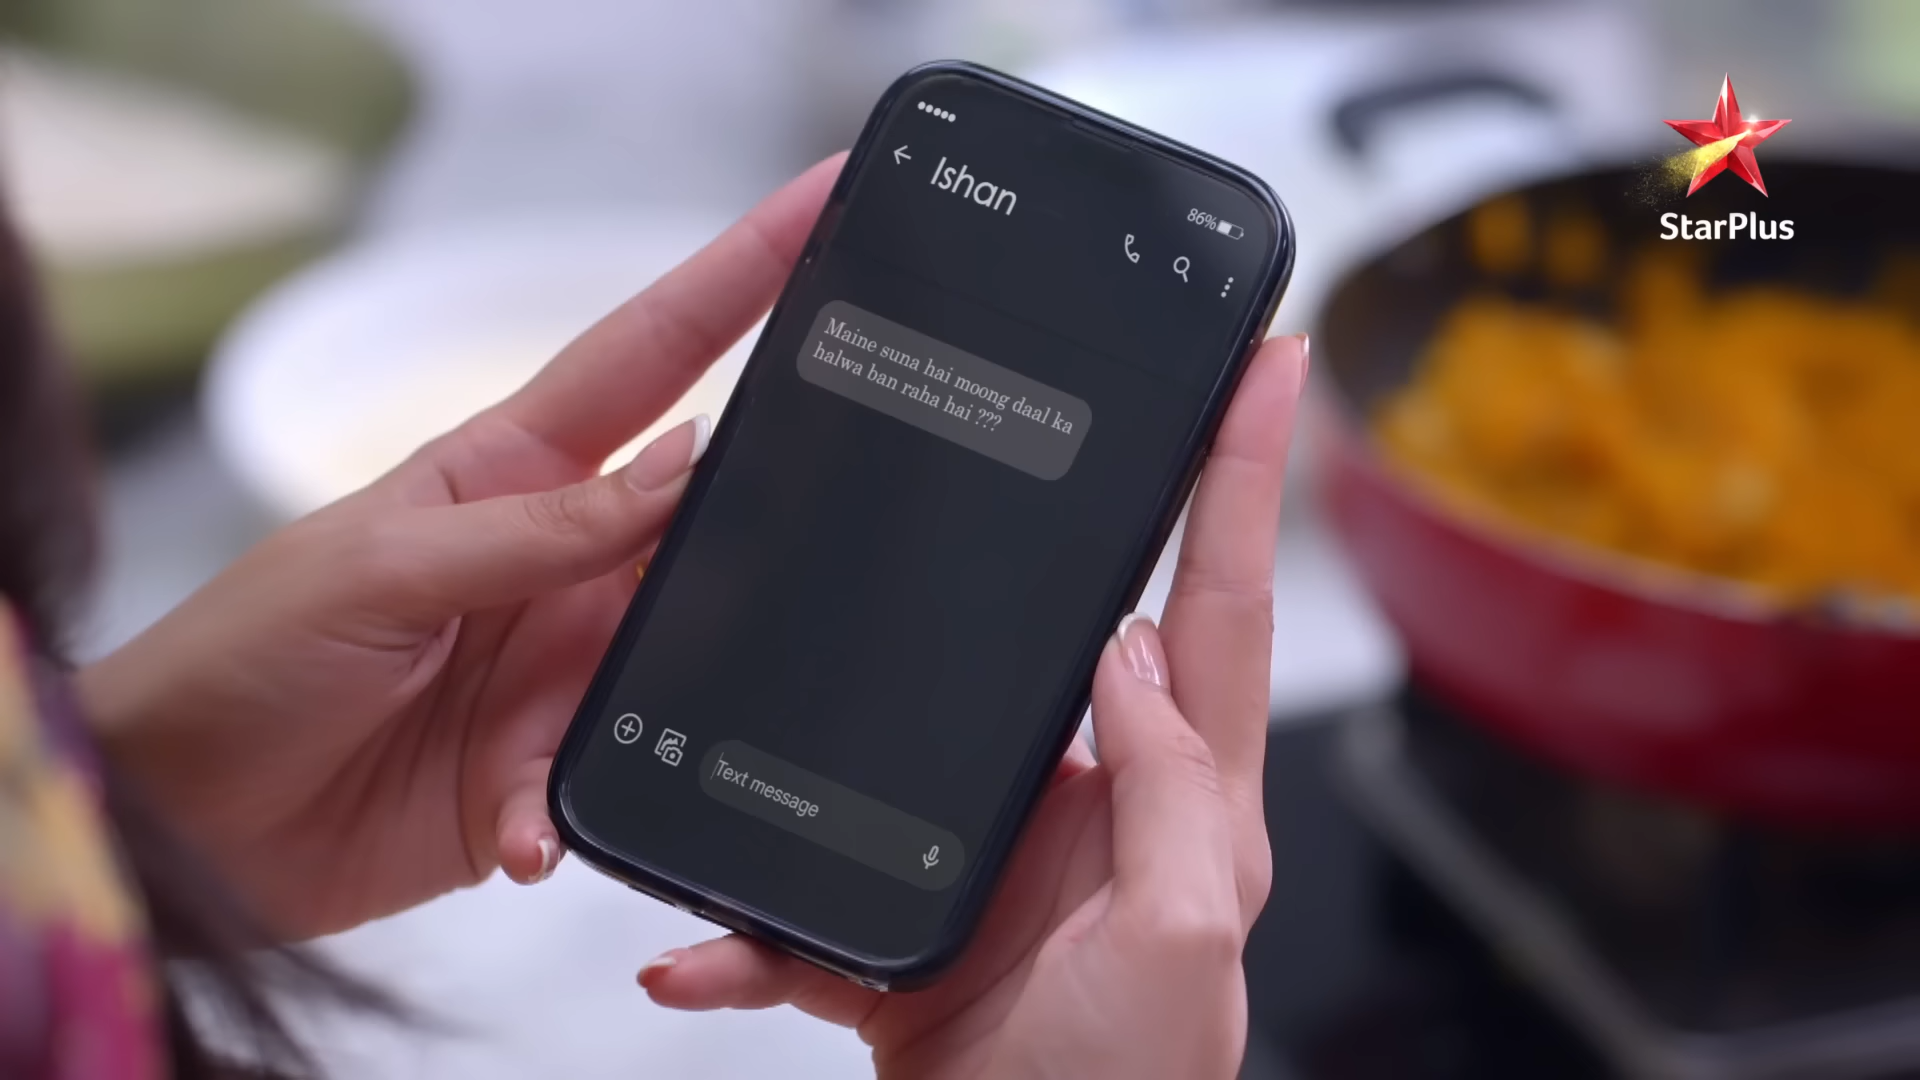 Ishan
86%
StarPlus
Maine suna hai moong daal ka
halwa ban raha hai ???
Text message